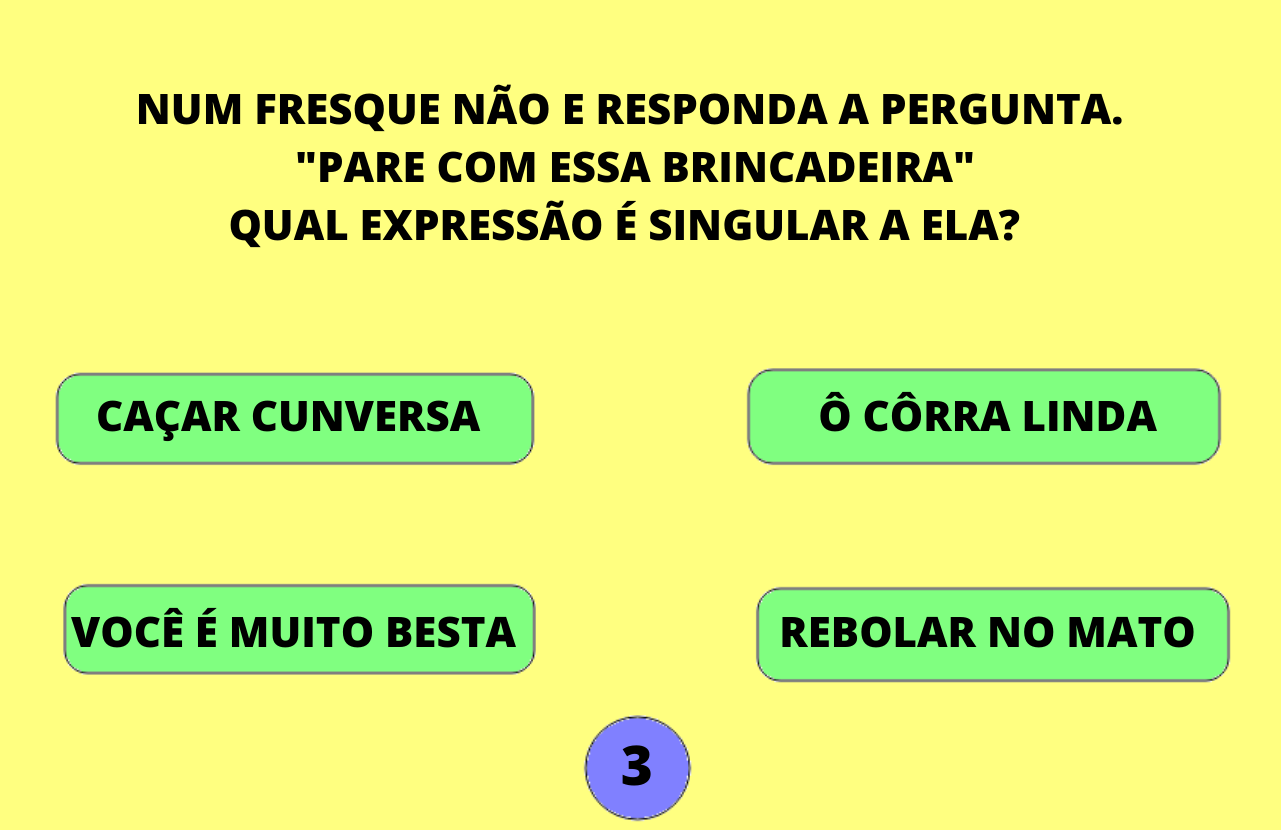 NUM FRESQUE NÃO E RESPONDA A PERGUNTA.
"PARE COM ESSA BRINCADEIRA"
QUAL EXPRESSÃO É SINGULAR A ELA?
CAÇAR CUNVERSA
Ô CÔRRA LINDA
VOCÊ É MUITO BESTA
REBOLAR NO MATO
3